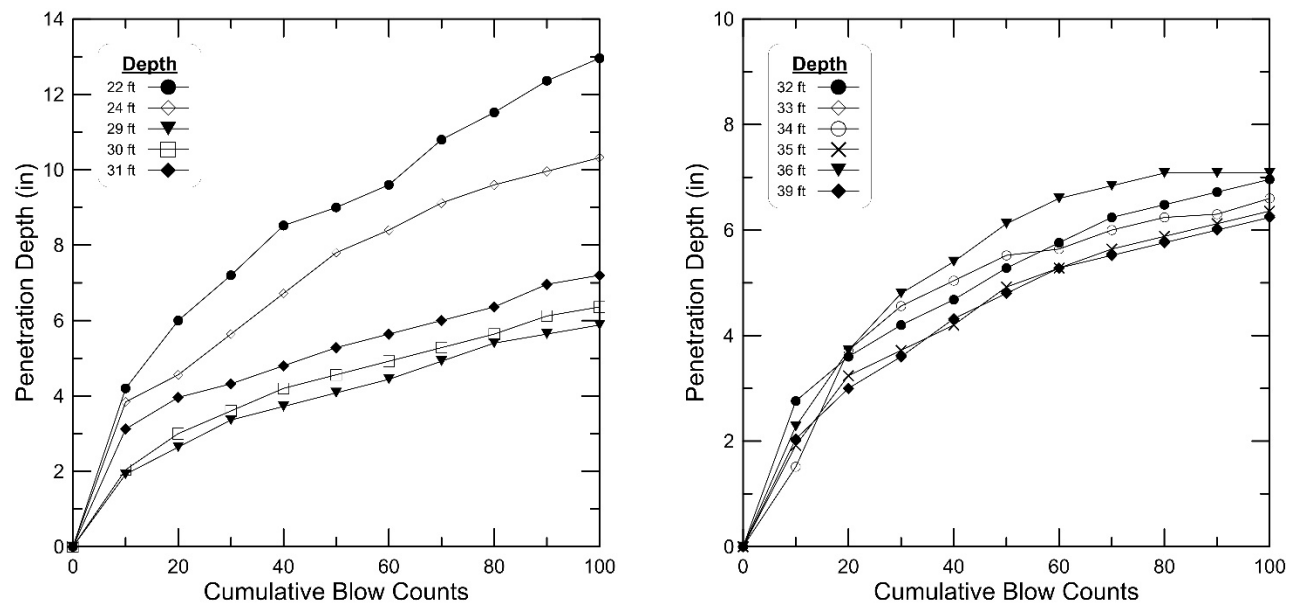 14
12
10
8
6
4
2
0
Penetration Depth (in)
Depth
22 ft
24 ft
29 ft
30 ft
31 ft
0 20 40 60 80 100
Cumulative Blow Counts
10
8
6
4
2
0
Penetration Depth (in)
Depth
32 ft
33 ft
34 ft
35 ft
36 ft
39 ft
0 20 40 60 80 100
Cumulative Blow Counts